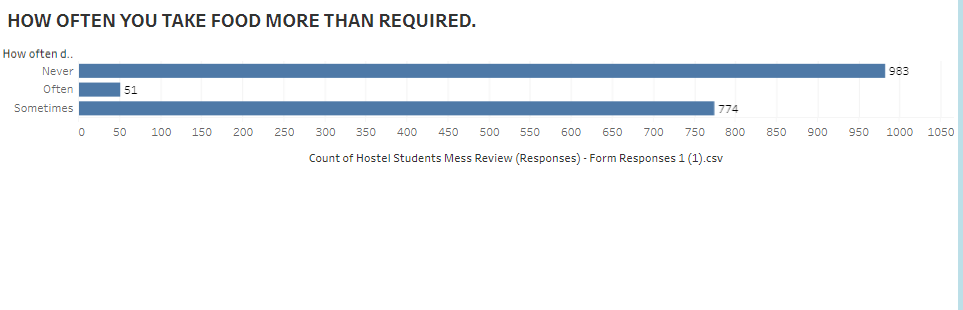 HOW OFTEN YOU TAKE FOOD MORE THAN REQUIRED.
How often d..
Never 983
Often 51
Sometimes 774
0 50 100 150 200 250 300 350 400 450 500 550 600 650 700 750 800 850 900 950 1000 1050
Count of Hostel Students Mess Review (Responses) - Form Responses 1 (1).csv